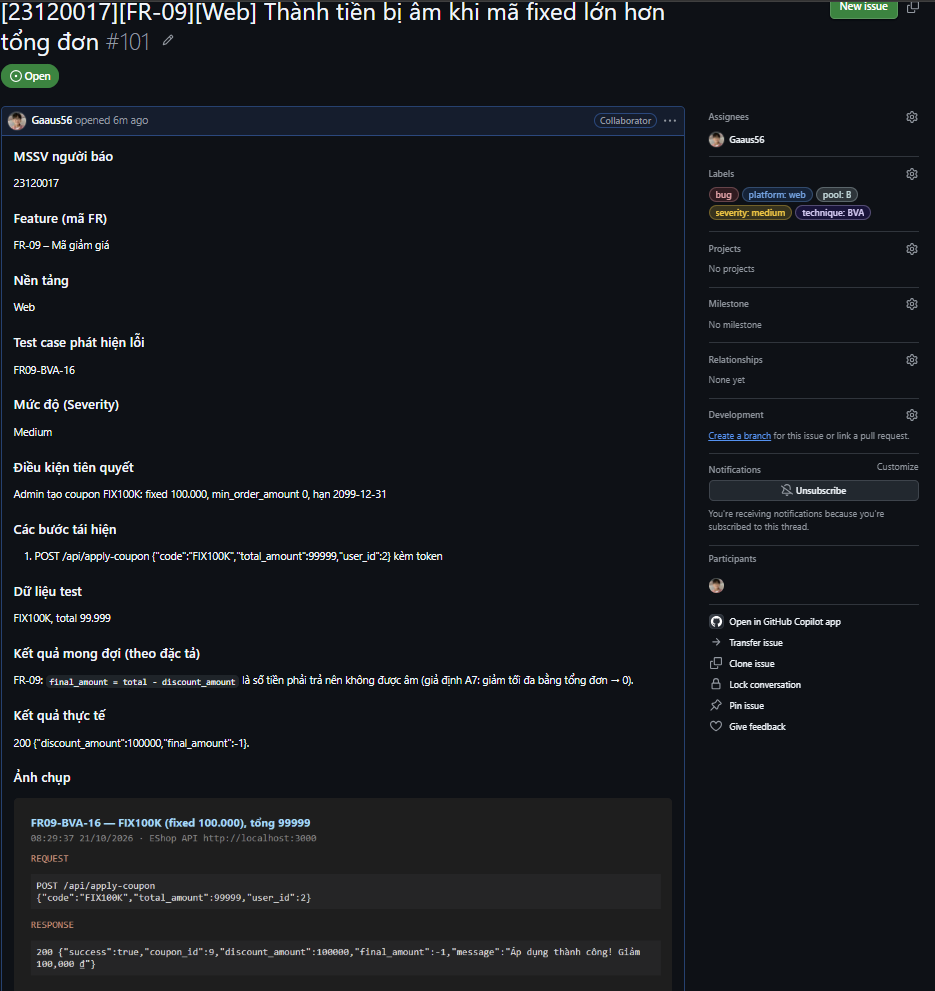 [23120017][FR-09][Web] Thành tiền bị âm khi mã fixed lớn hơn
tổng đơn #101
New issue
Open
Gaaus56 opened 6m ago
Collaborator
MSSV người báo
23120017
Feature (mã FR)
FR-09 – Mã giảm giá
Nền tảng
Web
Test case phát hiện lỗi
FR09-BVA-16
Mức độ (Severity)
Medium
Điều kiện tiên quyết
Admin tạo coupon FIX100K: fixed 100.000, min_order_amount 0, hạn 2099-12-31
Các bước tái hiện
1. POST /api/apply-coupon {"code":"FIX100K","total_amount":99999,"user_id":2} kèm token
Dữ liệu test
FIX100K, total 99.999
Kết quả mong đợi (theo đặc tả)
FR-09: final_amount = total - discount_amount là số tiền phải trả nên không được âm (giả định A7: giảm tối đa bằng tổng đơn → 0).
Kết quả thực tế
200 {"discount_amount":100000,"final_amount":-1}.
Ảnh chụp
FR09-BVA-16 — FIX100K (fixed 100.000), tổng 99999
08:29:37 21/10/2026 · EShop API http://localhost:3000
REQUEST
POST /api/apply-coupon
{"code":"FIX100K","total_amount":99999,"user_id":2}
RESPONSE
200 {"success":true,"coupon_id":9,"discount_amount":100000,"final_amount":-1,"message":"Áp dụng thành công! Giảm
100,000 ₫"}
Assignees
Gaaus56
Labels
bug
platform: web
pool: B
severity: medium
technique: BVA
Projects
No projects
Milestone
No milestone
Relationships
None yet
Development
Create a branch for this issue or link a pull request.
Notifications
Customize
Unsubscribe
You're receiving notifications because you're
subscribed to this thread.
Participants
Open in GitHub Copilot app
Transfer issue
Clone issue
Lock conversation
Pin issue
Give feedback